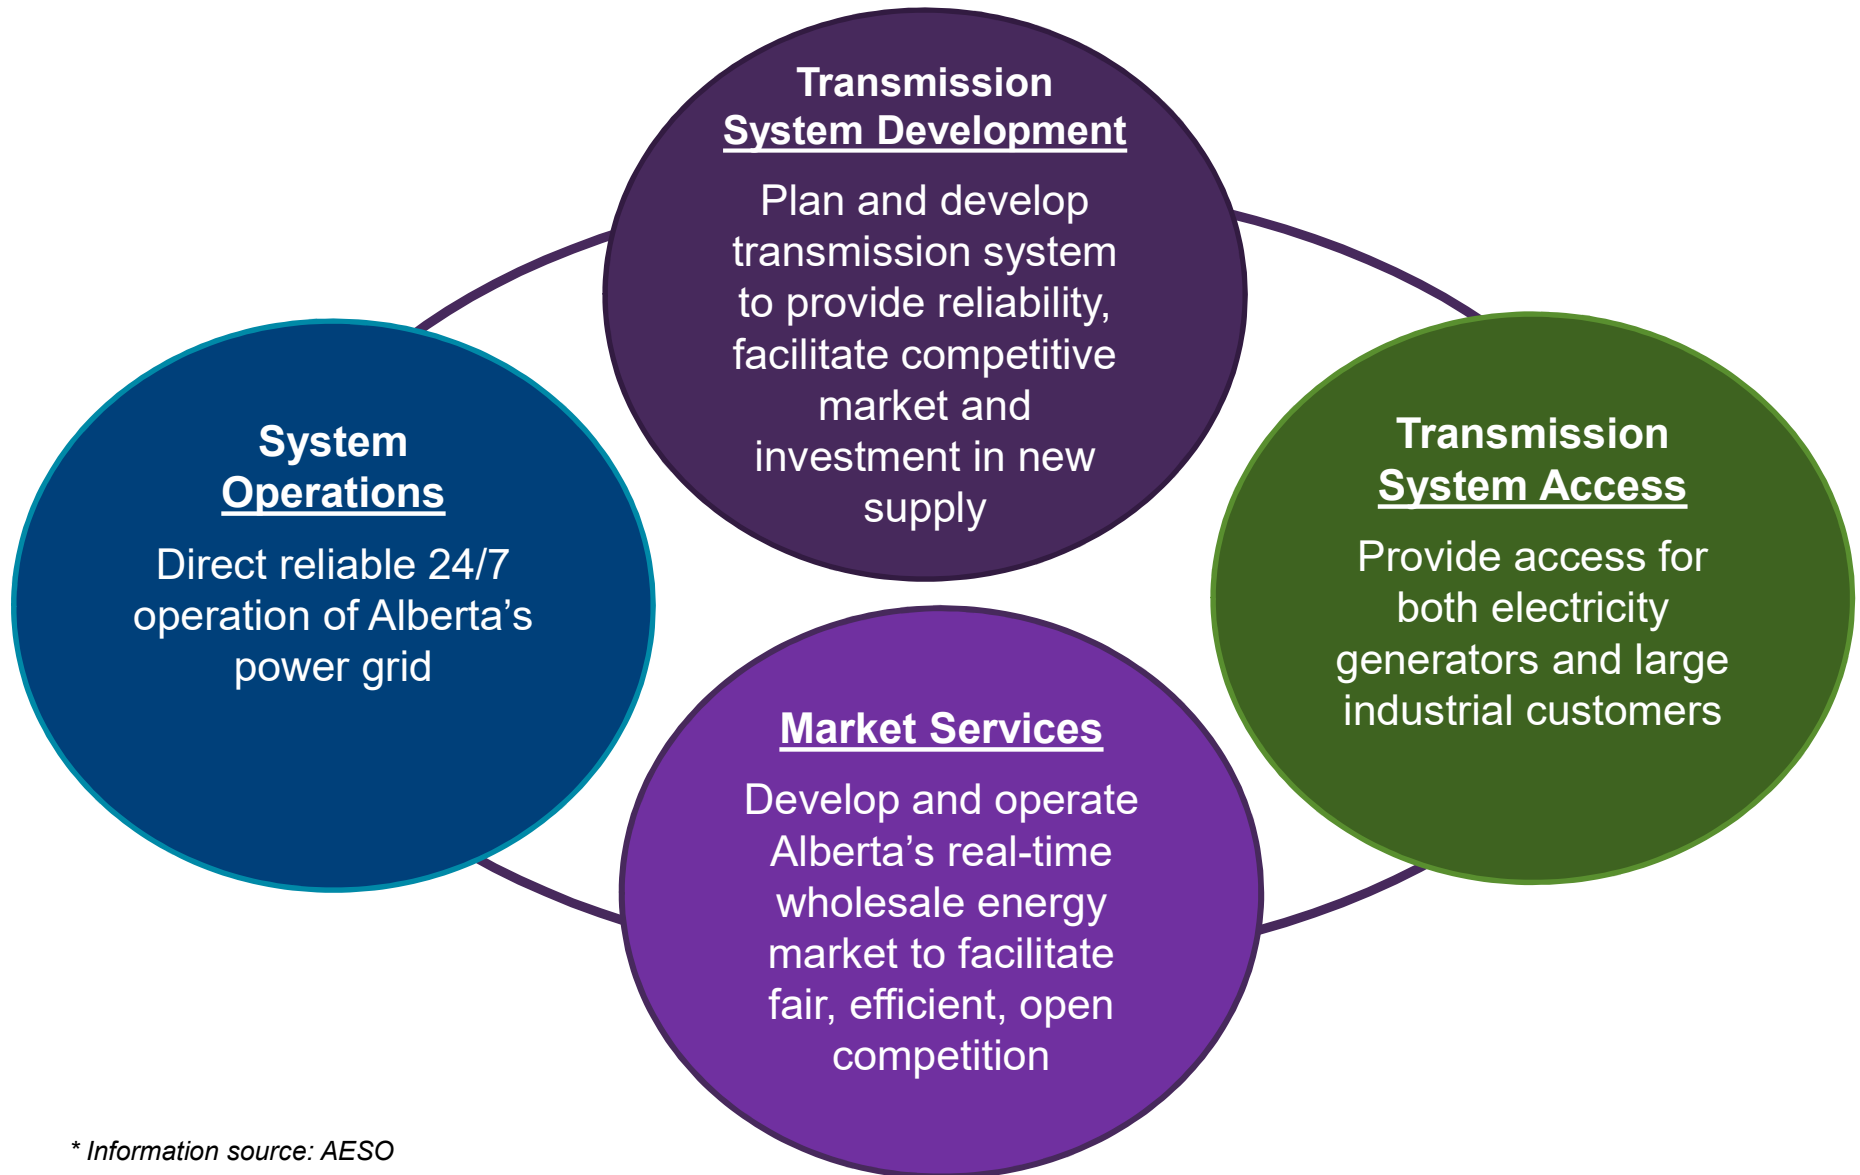 Transmission
System Development
Plan and develop
transmission system
to provide reliability,
facilitate competitive
market and
investment in new
supply
System
Operations
Direct reliable 24/7
operation of Alberta’s
power grid
Transmission
System Access
Provide access for
both electricity
generators and large
industrial customers
Market Services
Develop and operate
Alberta’s real-time
wholesale energy
market to facilitate
fair, efficient, open
competition
* Information source: AESO